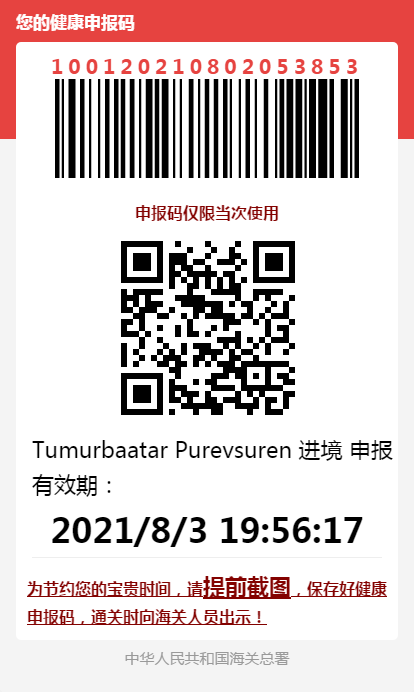 您的健康申报码
10012021080205​3853
申报码仅限当次使用
Tumurbaatar Purevsuren 进境 申报
有效期：
2021/8/3 19:56:17
为节约您的宝贵时间，请提前截图，保存好健康
申报码，通关时向海关人员出示！
中华人民共和国海关总署